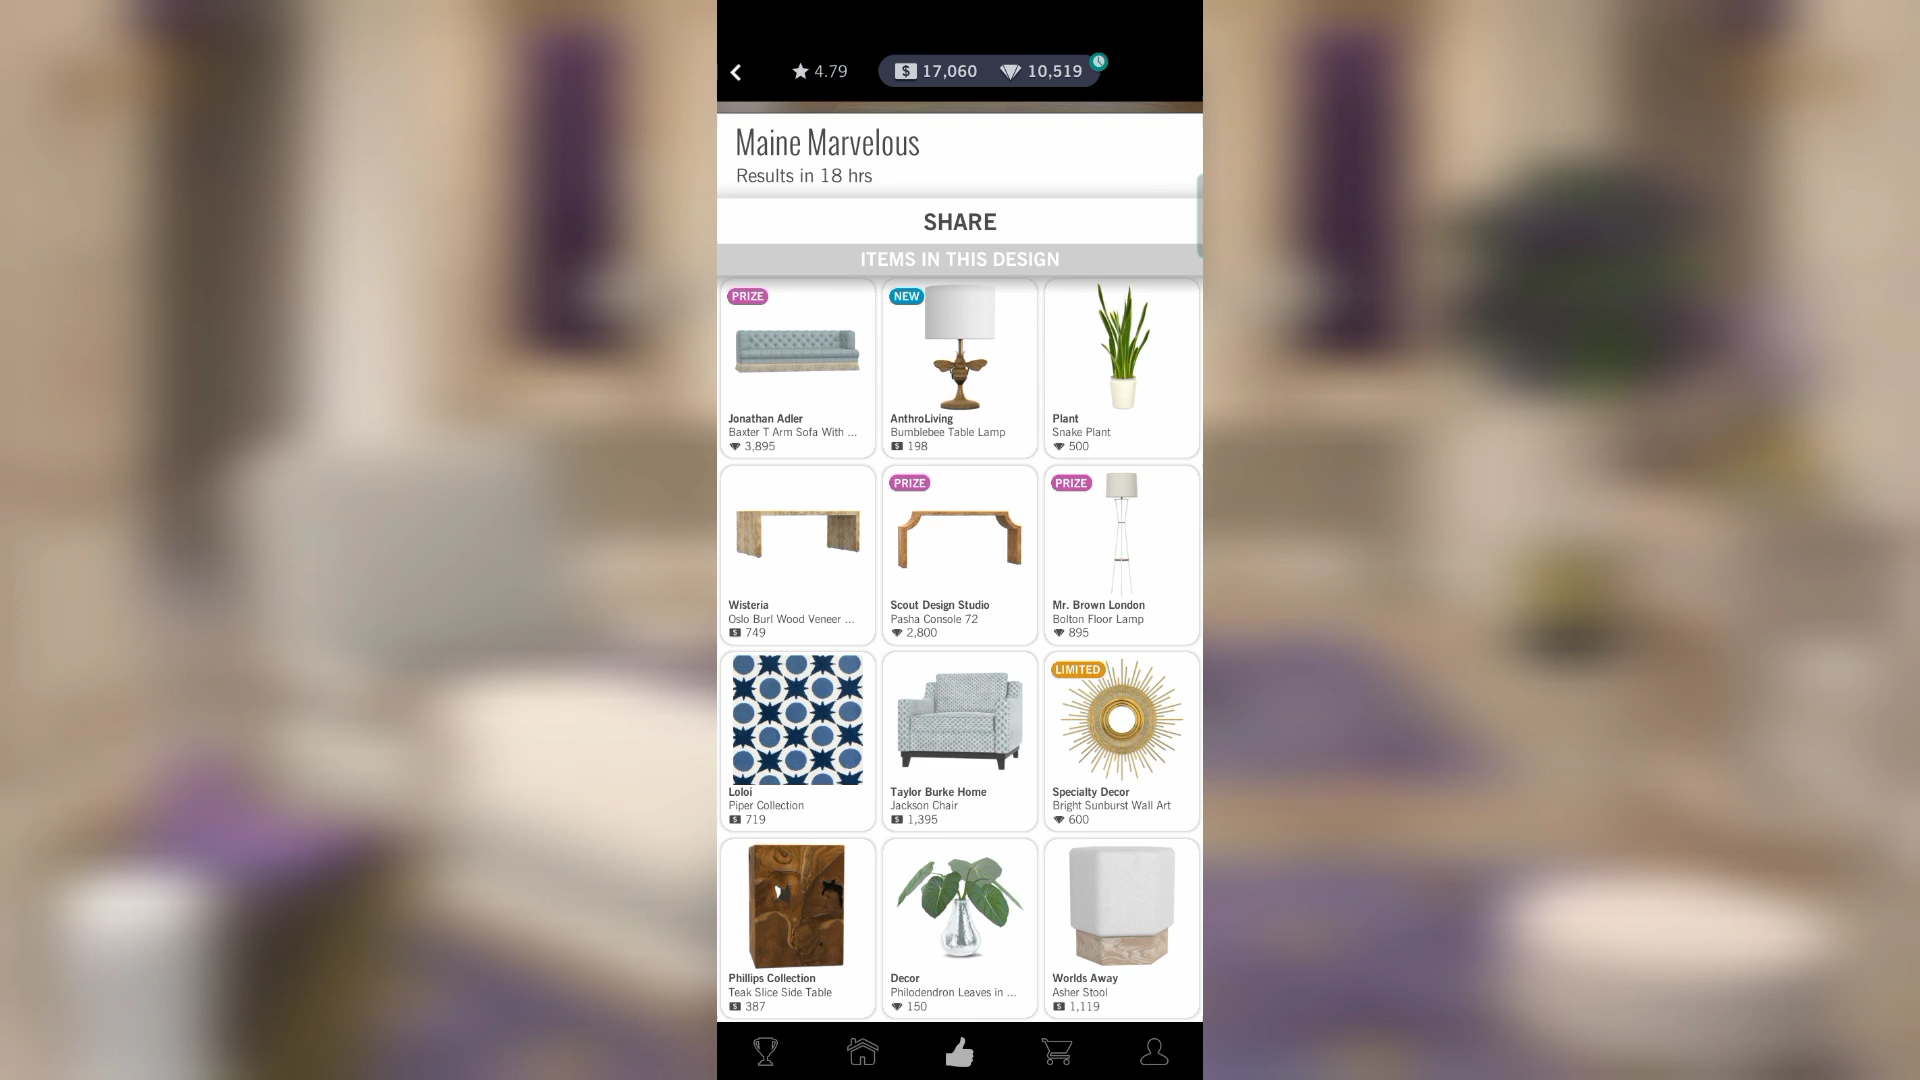 4.79
$ 17,060
10,519
Maine Marvelous
Results in 18 hrs
SHARE
ITEMS IN THIS DESIGN
PRIZE
Jonathan Adler
Baxter T Arm Sofa With ...
3,895
NEW
AnthroLiving
Bumblebee Table Lamp
$ 198
Plant
Snake Plant
500
Wisteria
Oslo Burl Wood Veneer ...
$ 749
PRIZE
Scout Design Studio
Pasha Console 72
2,800
PRIZE
Mr. Brown London
Bolton Floor Lamp
895
Loloi
Piper Collection
$ 719
Taylor Burke Home
Jackson Chair
$ 1,395
LIMITED
Specialty Decor
Bright Sunburst Wall Art
600
Phillips Collection
Teak Slice Side Table
$ 387
Decor
Philodendron Leaves in ...
150
Worlds Away
Asher Stool
$ 1,119